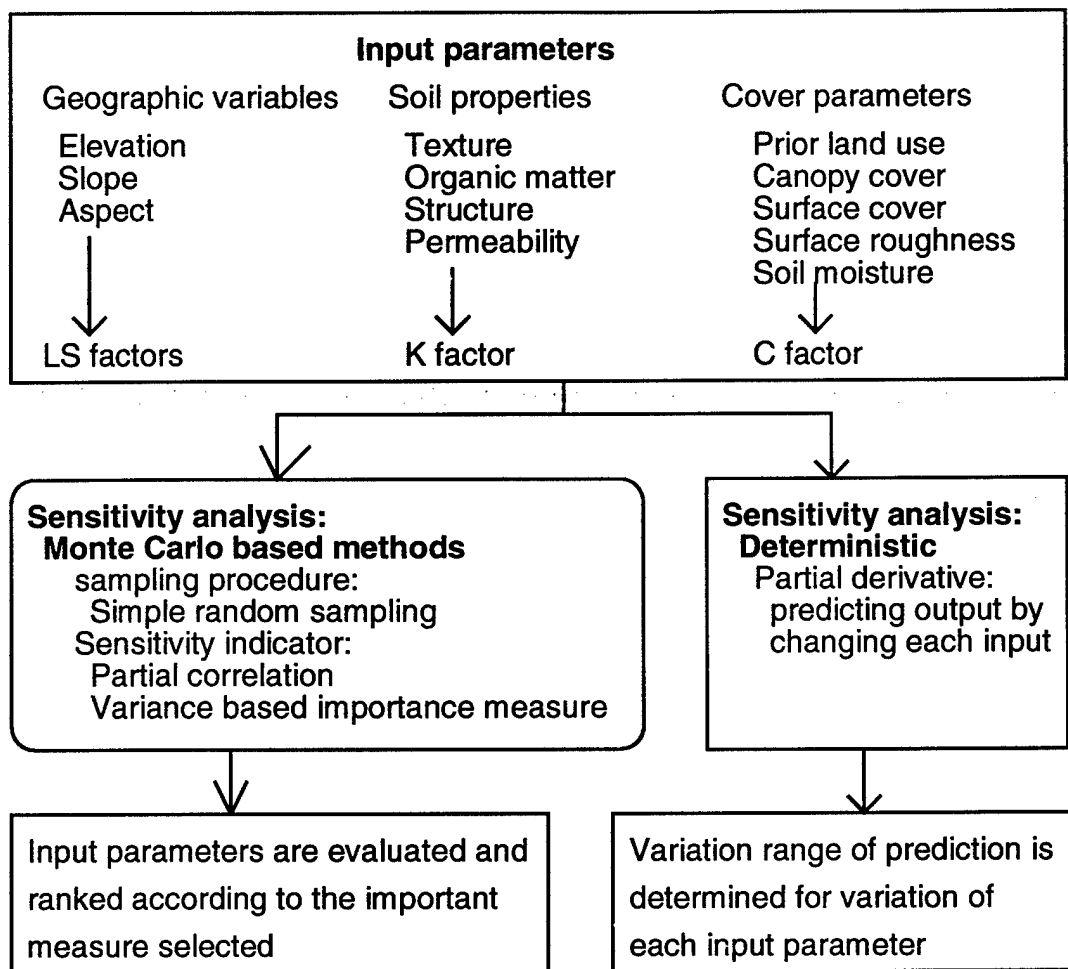 Input parameters
Geographic variables
Elevation
Slope
Aspect
LS factors
Soil properties
Texture
Organic matter
Structure
Permeability
K factor
Cover parameters
Prior land use
Canopy cover
Surface cover
Surface roughness
Soil moisture
C factor
Sensitivity analysis:
Monte Carlo based methods
sampling procedure:
Simple random sampling
Sensitivity indicator:
Partial correlation
Variance based importance measure
Sensitivity analysis:
Deterministic
Partial derivative:
predicting output by
changing each input
Input parameters are evaluated and
ranked according to the important
measure selected
Variation range of prediction is
determined for variation of
each input parameter